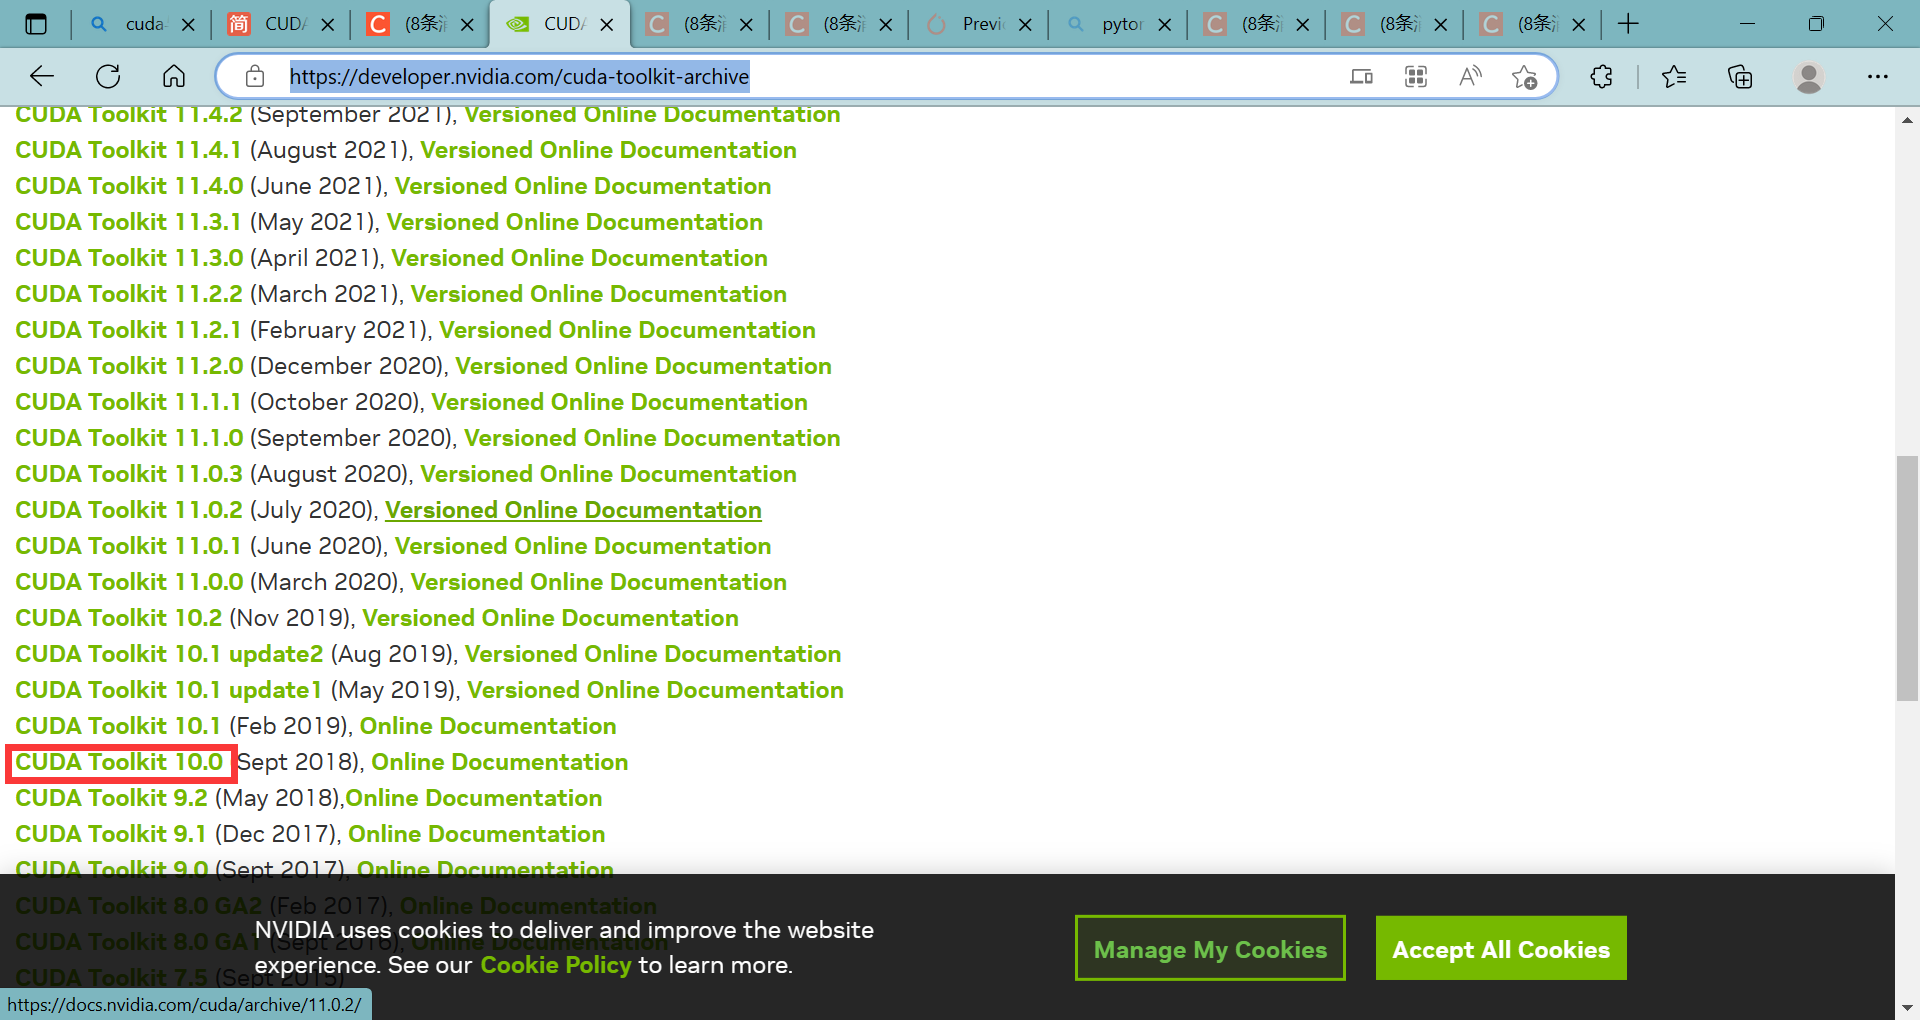 cuda
简 CUDA
C (8条消
CUDA
C (8条消
C (8条消
Previ
pytor
C (8条消
C (8条消
C (8条消
https://developer.nvidia.com/cuda-toolkit-archive
CUDA Toolkit 11.4.2 (September 2021), Versioned Online Documentation
CUDA Toolkit 11.4.1 (August 2021), Versioned Online Documentation
CUDA Toolkit 11.4.0 (June 2021), Versioned Online Documentation
CUDA Toolkit 11.3.1 (May 2021), Versioned Online Documentation
CUDA Toolkit 11.3.0 (April 2021), Versioned Online Documentation
CUDA Toolkit 11.2.2 (March 2021), Versioned Online Documentation
CUDA Toolkit 11.2.1 (February 2021), Versioned Online Documentation
CUDA Toolkit 11.2.0 (December 2020), Versioned Online Documentation
CUDA Toolkit 11.1.1 (October 2020), Versioned Online Documentation
CUDA Toolkit 11.1.0 (September 2020), Versioned Online Documentation
CUDA Toolkit 11.0.3 (August 2020), Versioned Online Documentation
CUDA Toolkit 11.0.2 (July 2020), Versioned Online Documentation
CUDA Toolkit 11.0.1 (June 2020), Versioned Online Documentation
CUDA Toolkit 11.0.0 (March 2020), Versioned Online Documentation
CUDA Toolkit 10.2 (Nov 2019), Versioned Online Documentation
CUDA Toolkit 10.1 update2 (Aug 2019), Versioned Online Documentation
CUDA Toolkit 10.1 update1 (May 2019), Versioned Online Documentation
CUDA Toolkit 10.1 (Feb 2019), Online Documentation
CUDA Toolkit 10.0 (Sept 2018), Online Documentation
CUDA Toolkit 9.2 (May 2018),Online Documentation
CUDA Toolkit 9.1 (Dec 2017), Online Documentation
CUDA Toolkit 9.0 (Sept 2017), Online Documentation
CUDA Toolkit 8.0 GA2 (Feb 2017), Online Documentation
CUDA Toolkit 8.0 GA1 (Sept 2016), Online Documentation
CUDA Toolkit 7.5 (Sept 2015)
NVIDIA uses cookies to deliver and improve the website
experience. See our Cookie Policy to learn more.
Manage My Cookies
Accept All Cookies
https://docs.nvidia.com/cuda/archive/11.0.2/